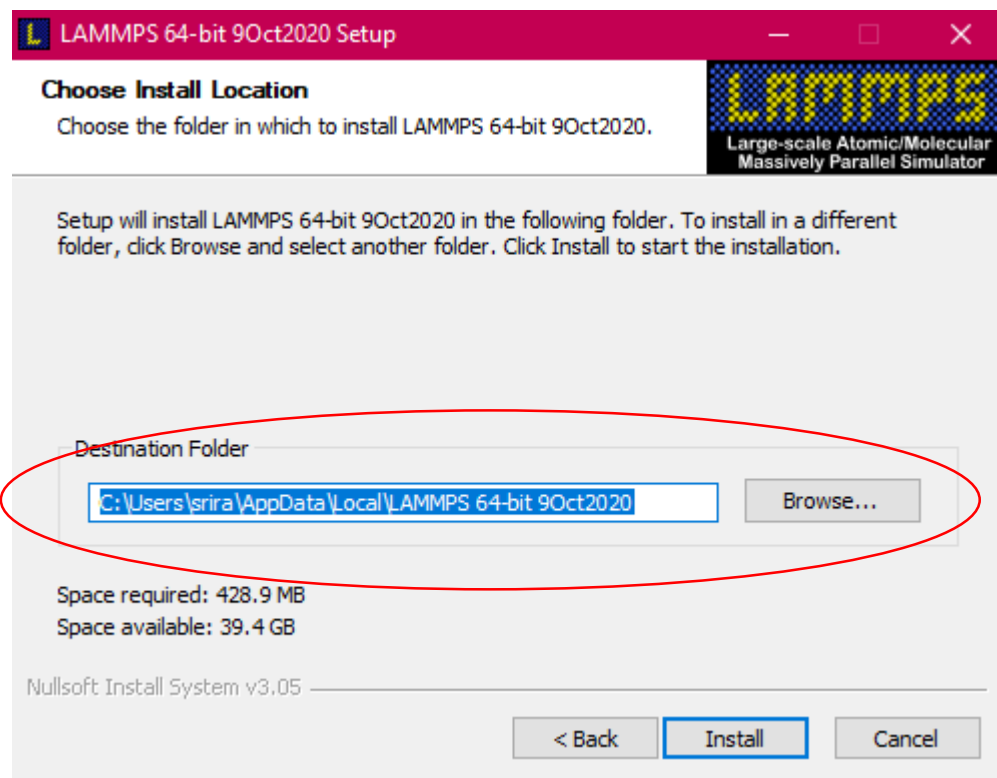 LAMMPS 64-bit 9Oct2020 Setup
Choose Install Location
Choose the folder in which to install LAMMPS 64-bit 9Oct2020.
LAMMPS
Large-scale Atomic/Molecular
Massively Parallel Simulator
Setup will install LAMMPS 64-bit 9Oct2020 in the following folder. To install in a different
folder, click Browse and select another folder. Click Install to start the installation.
Destination Folder
C:\Users\srira\AppData\Local\LAMMPS 64-bit 9Oct2020
Browse...
Space required: 428.9 MB
Space available: 39.4 GB
Nullsoft Install System v3.05
< Back
Install
Cancel